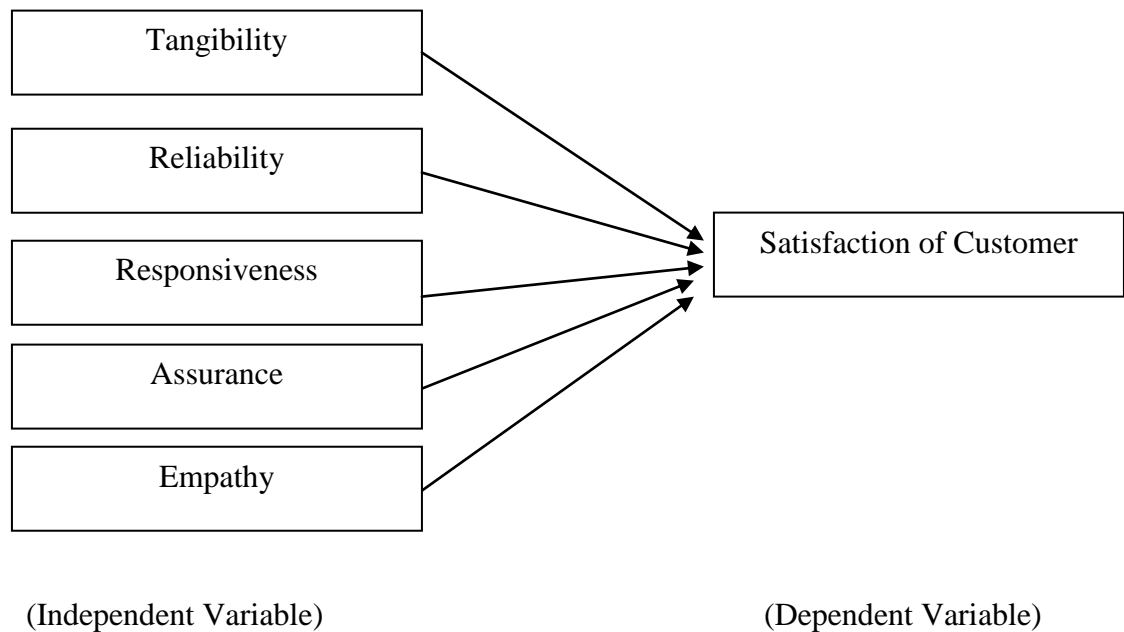 Tangibility
Reliability
Responsiveness
Assurance
Empathy
Satisfaction of Customer
(Independent Variable)
(Dependent Variable)